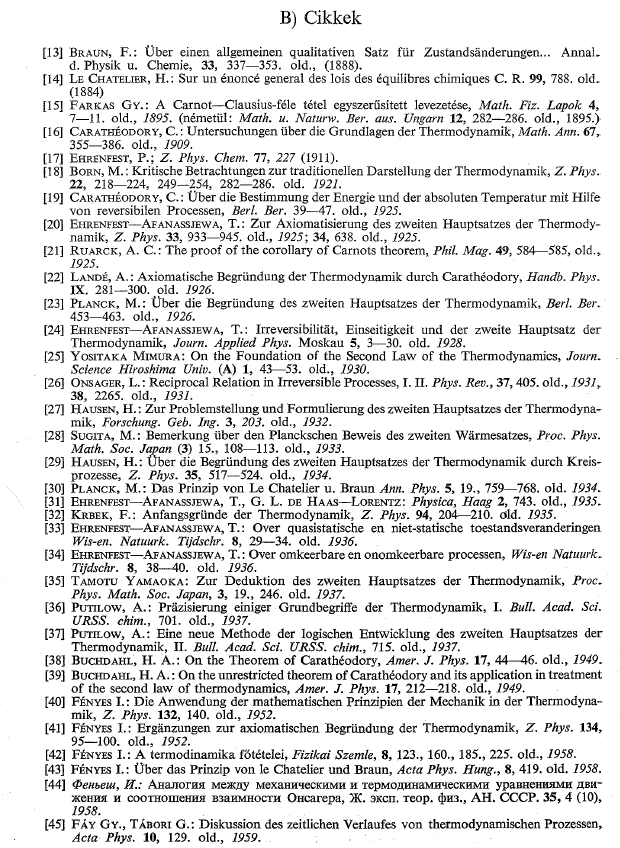 B) Cikkek
[13] BRAUN, F.: Über einen allgemeinen qualitativen Satz für Zustandsänderungen... Annal.
d. Physik u. Chemie, 33, 337—353. old., (1888).
[14] LE CHATELIER, H.: Sur un énoncé general des lois des équilibres chimiques C. R. 99, 788. old.
(1884)
[15] FARKAS GY.: A Carnot—Clausius-féle tétel egyszerűsített levezetése, Math. Fiz. Lapok 4,
7—11. old., 1895. (németül: Math. u. Naturw. Ber. aus. Ungarn 12, 282—286. old., 1895.)
[16] CARATHÉODORY, C.: Untersuchungen über die Grundlagen der Thermodynamik, Math. Ann. 67,
355—386. old., 1909.
[17] EHRENFEST, P.; Z. Phys. Chem. 77, 227 (1911).
[18] BORN, M.: Kritische Betrachtungen zur traditionellen Darstellung der Thermodynamik, Z. Phys.
22, 218—224, 249—254, 282—286. old. 1921.
[19] CARATHÉODORY, C.: Über die Bestimmung der Energie und der absoluten Temperatur mit Hilfe
von reversibilen Processen, Berl. Ber. 39—47. old., 1925.
[20] EHRENFEST—AFANASSJEWA, T.: Zur Axiomatisierung des zweiten Hauptsatzes der Thermody-
namik, Z. Phys. 33, 933—945. old., 1925; 34, 638. old., 1925.
[21] RUARCK, A. C.: The proof of the corollary of Carnots theorem, Phil. Mag. 49, 584—585, old.,
1925.
[22] LANDÉ, A.: Axiomatische Begründung der Thermodynamik durch Carathéodory, Handb. Phys.
IX. 281—300. old. 1926.
[23] PLANCK, M.: Über die Begründung des zweiten Hauptsatzes der Thermodynamik, Berl. Ber.
453—463. old., 1926.
[24] EHRENFEST—AFANASSJEWA, T.: Irreversibilität, Einseitigkeit und der zweite Hauptsatz der
Thermodynamik, Journ. Applied Phys. Moskau 5, 3—30. old. 1928.
[25] YOSITAKA MIMURA: On the Foundation of the Second Law of the Thermodynamics, Journ.
Science Hiroshima Univ. (A) 1, 43—53. old., 1930.
[26] ONSAGER, L.: Reciprocal Relation in Irreversible Processes, I. II. Phys. Rev., 37, 405. old., 1931,
38, 2265. old., 1931.
[27] HAUSEN, H.: Zur Problemstellung und Formulierung des zweiten Hauptsatzes der Thermodyna-
mik, Forschung. Geb. Ing. 3, 203. old. 1932.
[28] SUGITA, M.: Bemerkung über den Planckschen Beweis des zweiten Wärmesatzes, Proc. Phys.
Math. Soc. Japan (3) 15., 108—113. old., 1933.
[29] HAUSEN, H.: Über die Begründung des zweiten Hauptsatzes der Thermodynamik durch Kreis-
prozesse, Z. Phys. 35, 517—524. old., 1934.
[30] PLANCK, M.: Das Prinzip von Le Chatelier u. Braun Ann. Phys. 5, 19., 759—768. old. 1934.
[31] EHRENFEST—AFANASSJEWA, T., G. L. DE HAAS—LORENTZ: Physica, Haag 2, 743. old., 1935.
[32] KRBEK, F.: Anfangsgründe der Thermodynamik, Z. Phys. 94, 204—210. old. 1935.
[33] EHRENFEST—AFANASSJEWA, T.: Over quasistatische en niet-statische toestandsveranderingen
Wis-en. Natuurk. Tijdschr. 8, 29—34. old. 1936.
[34] EHRENFEST—AFANASSJEWA, T.: Over omkeerbare en onomkeerbare processen, Wis-en Natuurk.
Tijdschr. 8, 38—40. old. 1936.
[35] TAMOTU YAMAOKA: Zur Deduktion des zweiten Hauptsatzes der Thermodynamik, Proc.
Phys. Math. Soc. Japan, 3, 19., 246. old. 1937.
[36] PUTILOW, A.: Präzisierung einiger Grundbegriffe der Thermodynamik, I. Bull. Acad. Sci.
URSS. chim., 701. old. 1937.
[37] PUTILOW, A.: Eine neue Methode der logischen Entwicklung des zweiten Hauptsatzes der
Thermodynamik, II. Bull. Acad. Sci. URSS. chim., 715. old., 1937.
[38] BUCHDAHL, H. A.: On the Theorem of Carathéodory, Amer. J. Phys. 17, 44—46. old., 1949.
[39] BUCHDAHL, H. A.: On the unrestricted theorem of Carathéodory and its application in treatment
of the second law of thermodynamics, Amer. J. Phys. 17, 212—218. old., 1949.
[40] FÉNYES I.: Die Anwendung der mathematischen Prinzipien der Mechanik in der Thermodyna-
mik, Z. Phys. 132, 140. old., 1952.
[41] FÉNYES I.: Ergänzungen zur axiomatischen Begründung der Thermodynamik, Z. Phys. 134,
95—100. old., 1952.
[42] FÉNYES I.: A termodinamika főtételei, Fizikai Szemle, 8, 123., 160., 185., 225. old., 1958.
[43] FÉNYES I.: Über das Prinzip von le Chatelier und Braun, Acta Phys. Hung., 8, 419. old. 1958.
[44] Феньеш, И.: Аналогия между механическими и термодинамическими уравнениями дви-
жения и соотношения взаимности Онсагера, Ж. эксп. теор. физ., АН. СССР. 35, 4 (10),
1958.
[45] FÁY GY., TÁBORI G.: Diskussion des zeitlichen Verlaufes von thermodynamischen Prozessen,
Acta Phys. 10, 129. old., 1959.